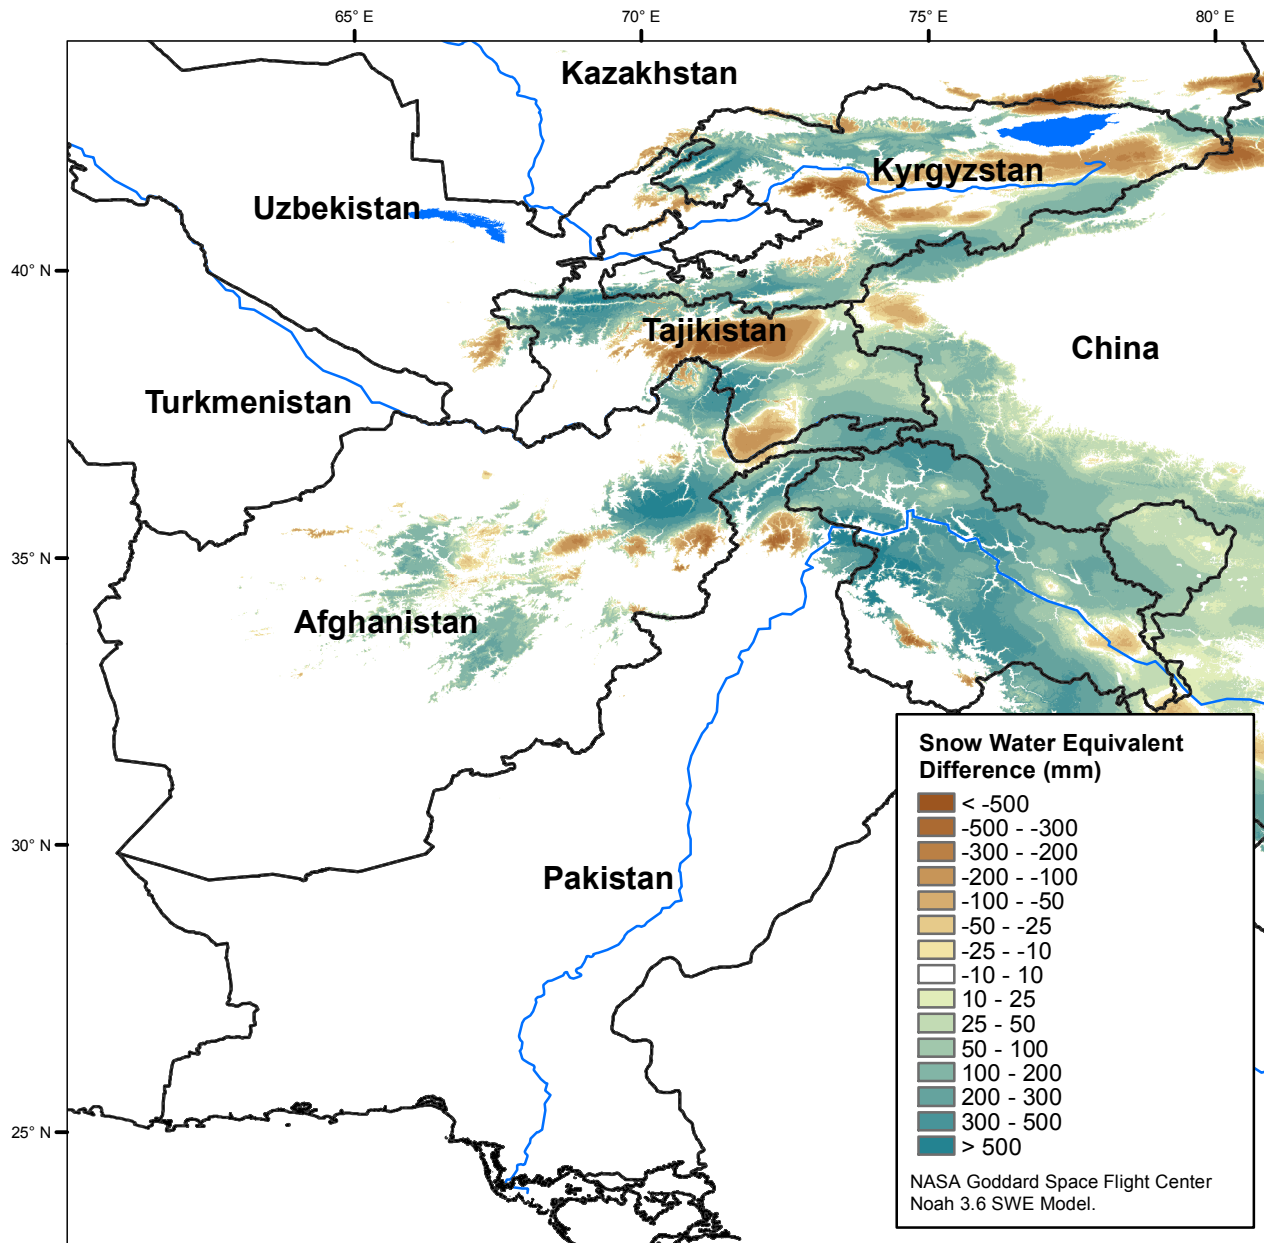 65° E
70° E
75° E
80° E
Kazakhstan
Kyrgyzstan
Uzbekistan
40° N
Tajikistan
China
Turkmenistan
35° N
Afghanistan
Snow Water Equivalent
Difference (mm)
< -500
-500 - -300
-300 - -200
-200 - -100
-100 - -50
-50 - -25
-25 - -10
-10 - 10
10 - 25
25 - 50
50 - 100
100 - 200
200 - 300
300 - 500
> 500
NASA Goddard Space Flight Center
Noah 3.6 SWE Model.
30° N
Pakistan
25° N